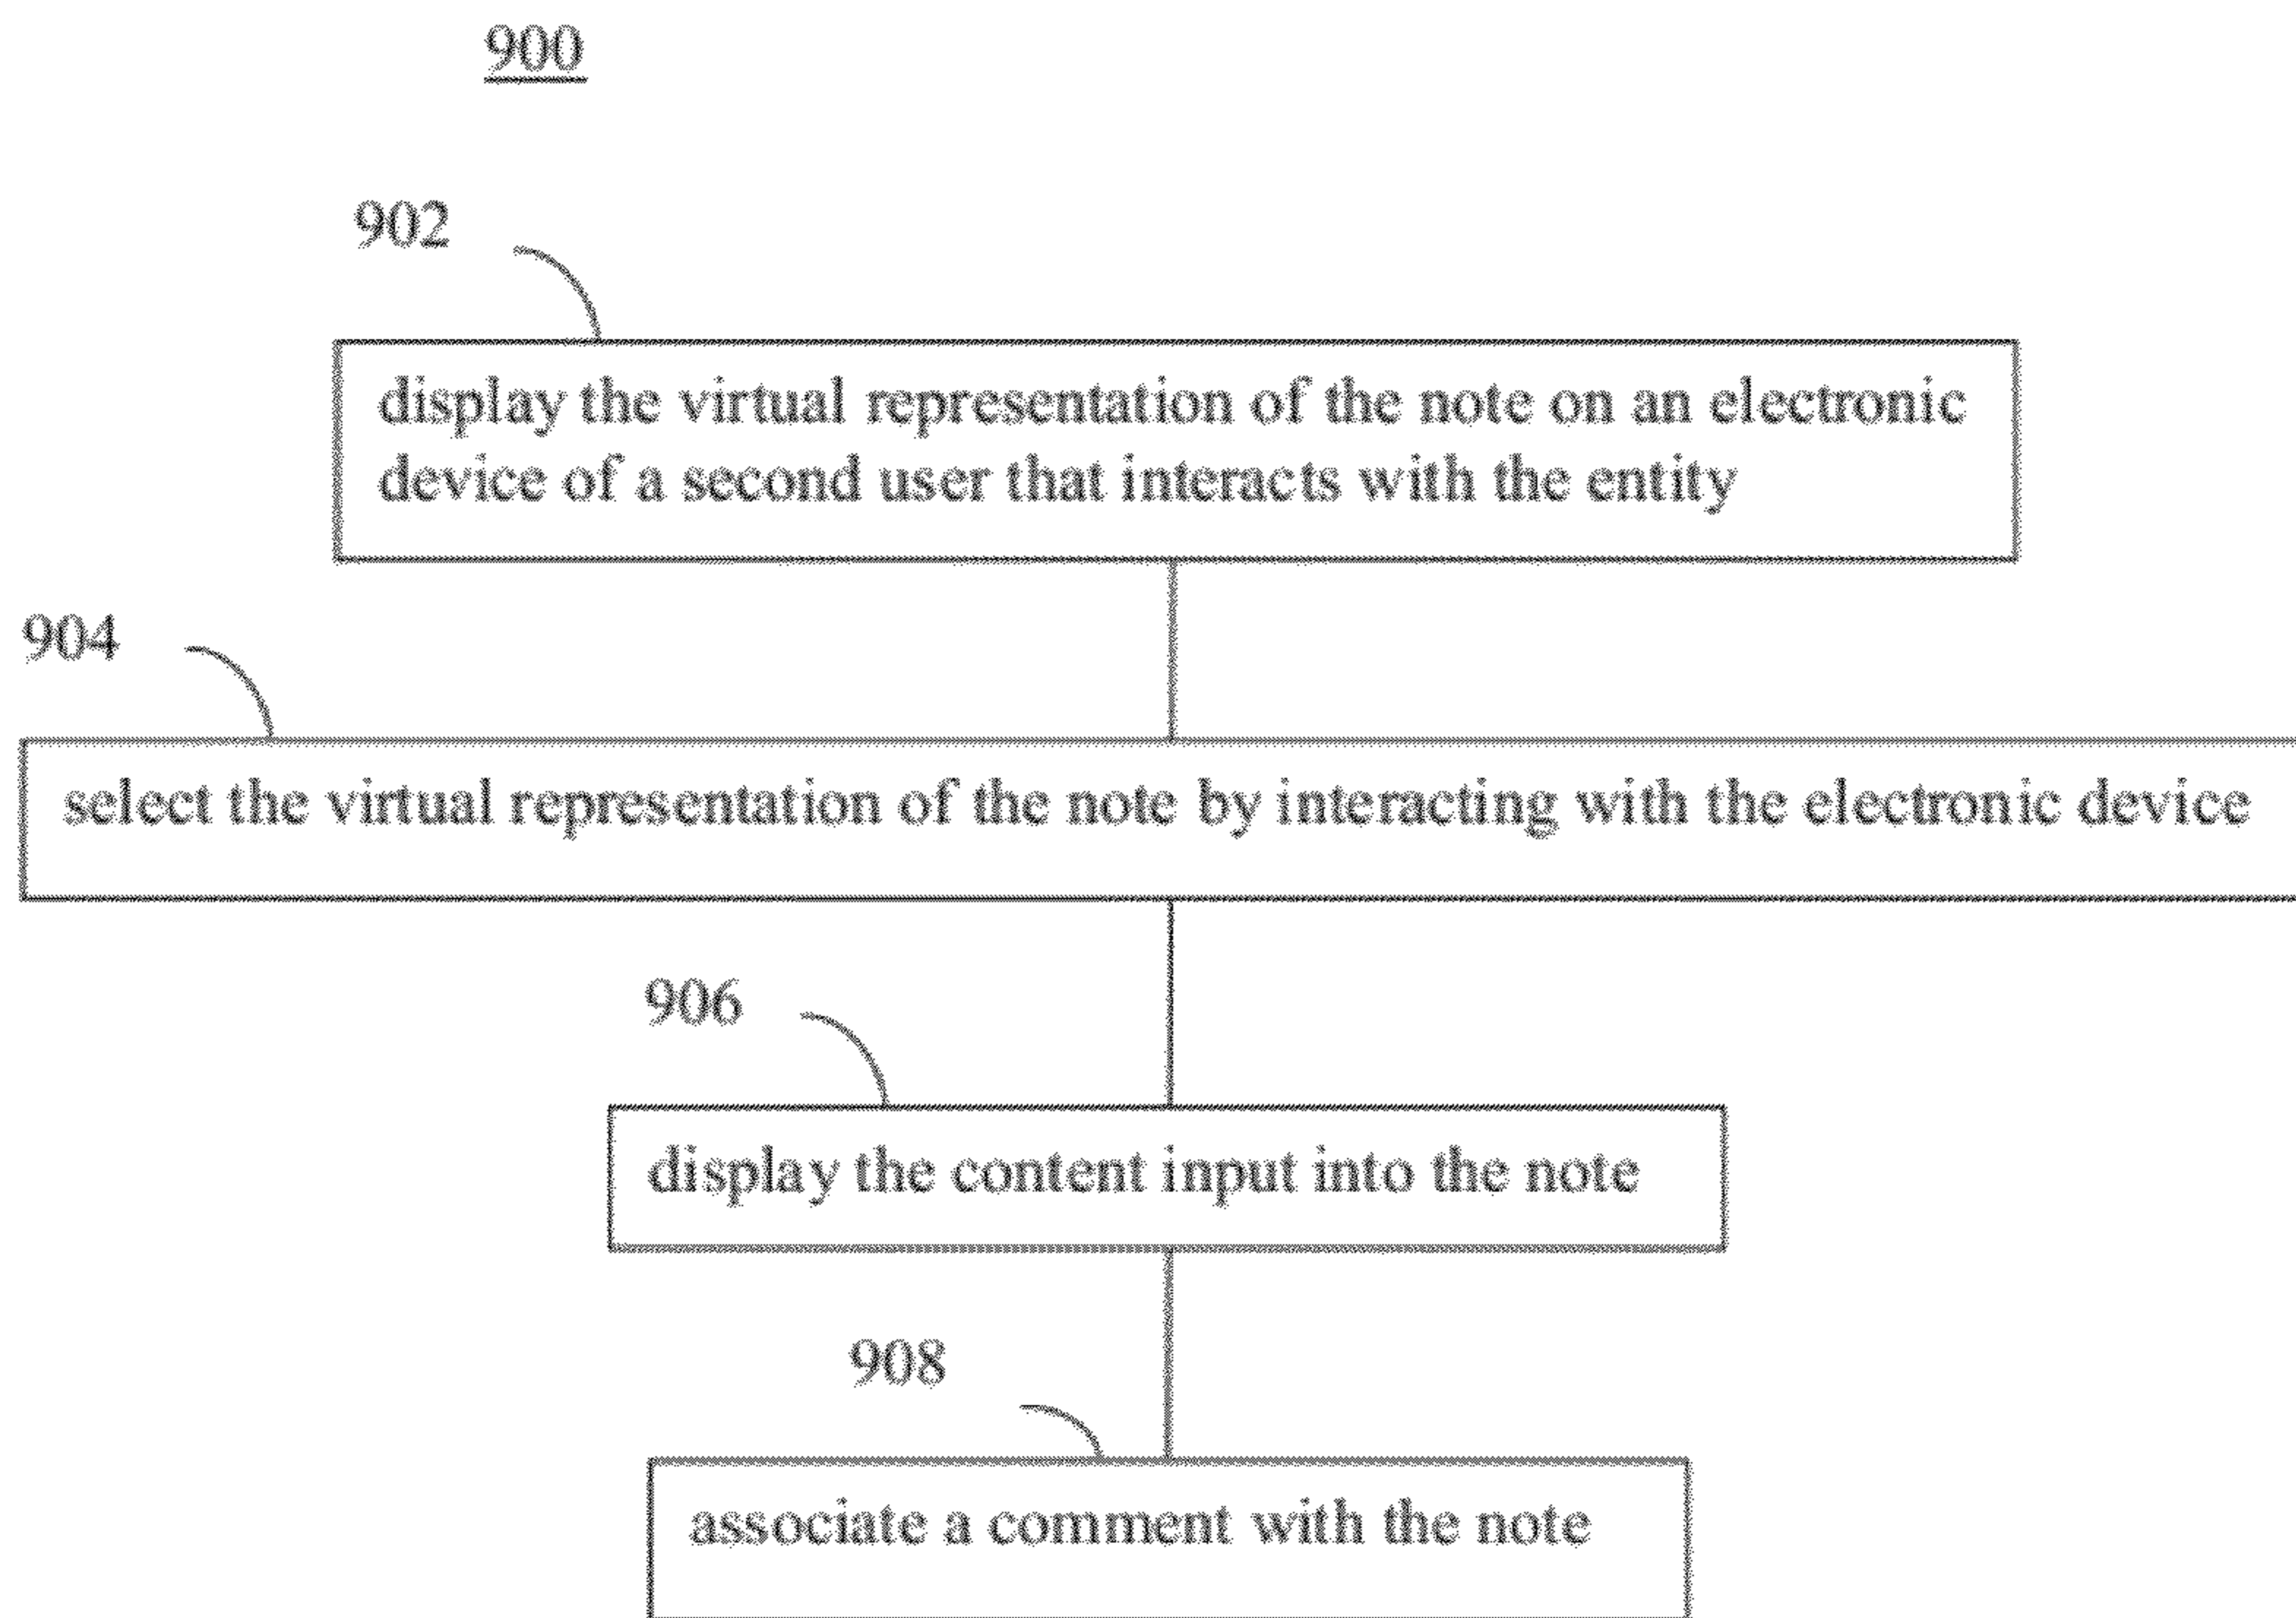 900
902
display the virtual representation of the note on an electronic
device of a second user that interacts with the entity
904
select the virtual representation of the note by interacting with the electronic device
906
display the content input into the note
908
associate a comment with the note